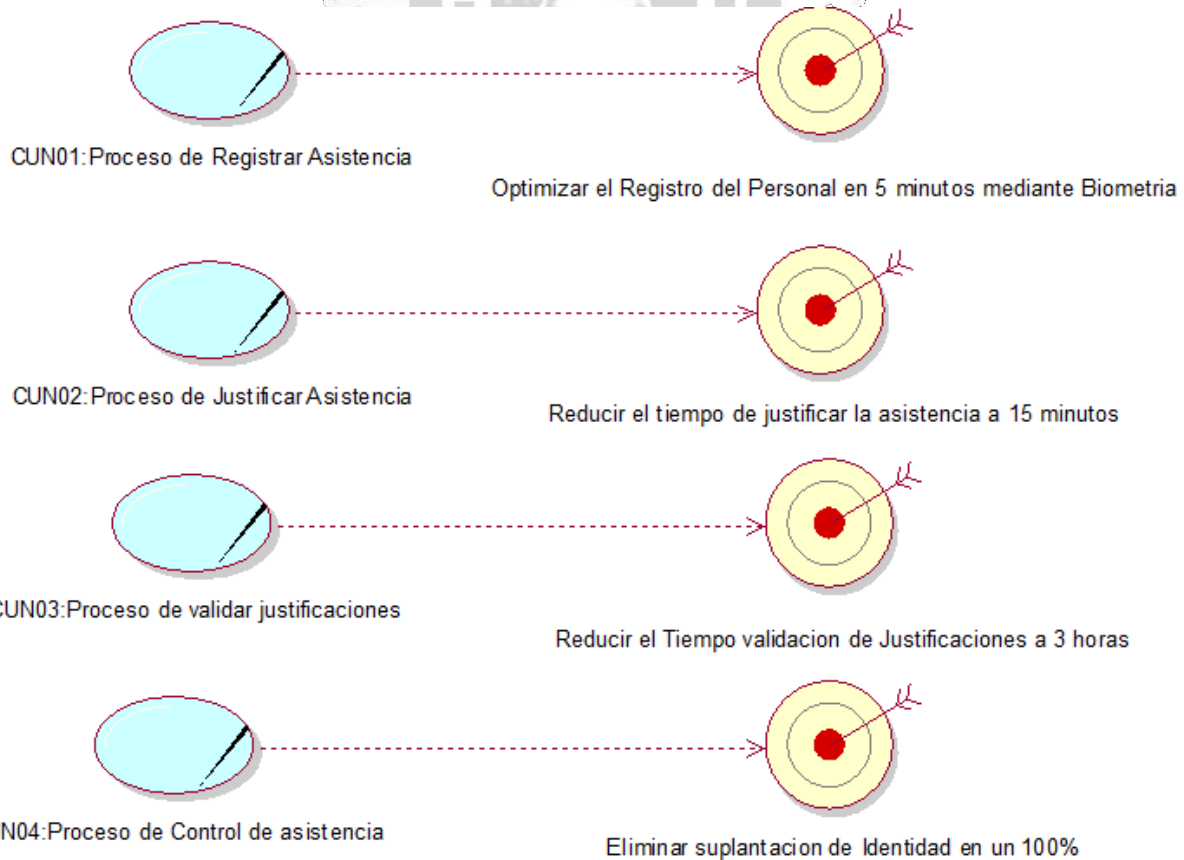 CUN01:Proceso de Registrar Asistencia
Optimizar el Registro del Personal en 5 minutos mediante Biometria
CUN02:Proceso de Justificar Asistencia
Reducir el tiempo de justificar la asistencia a 15 minutos
CUN03:Proceso de validar justificaciones
Reducir el Tiempo validacion de Justificaciones a 3 horas
N04:Proceso de Control de asistencia
Eliminar suplantacion de Identidad en un 100%